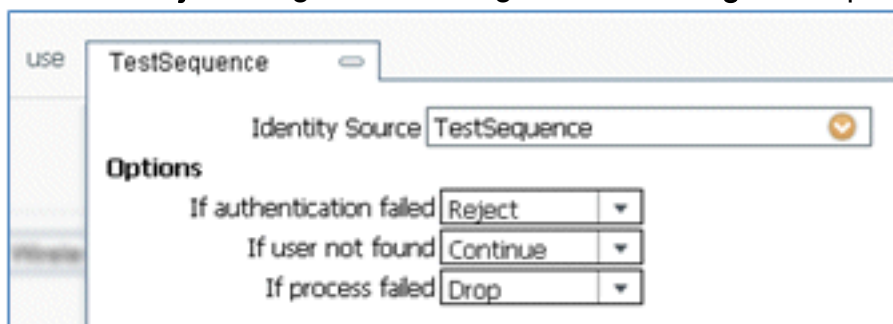 use TestSequence
Identity Source TestSequence
Options
If authentication failed Reject
If user not found Continue
If process failed Drop